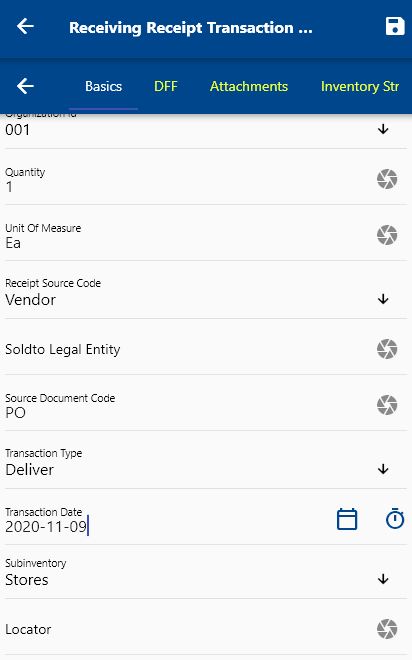 Receiving Receipt Transaction ...
Basics DFF Attachments Inventory Str
Organization Id
001
Quantity
1
Unit Of Measure
Ea
Receipt Source Code
Vendor
Soldto Legal Entity
Source Document Code
PO
Transaction Type
Deliver
Transaction Date
2020-11-09
Subinventory
Stores
Locator